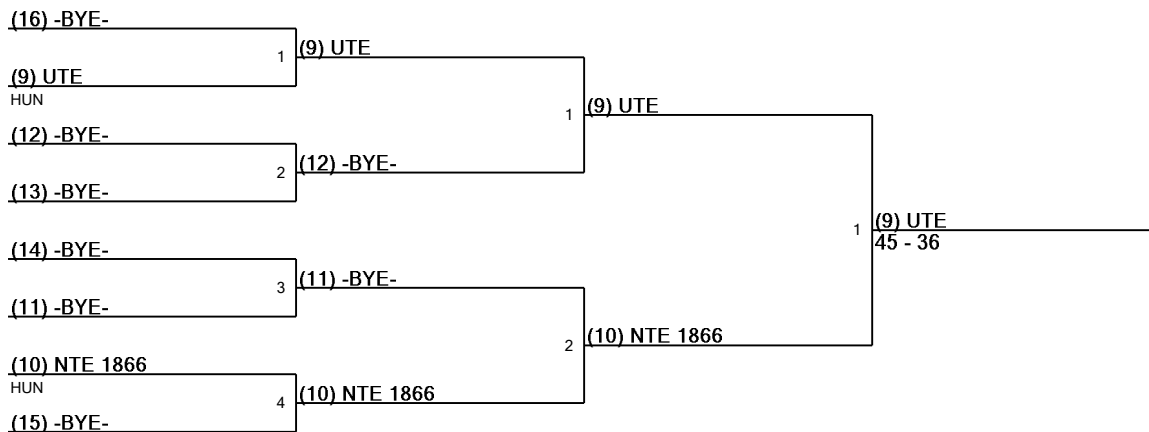 (16) -BYE-
1 (9) UTE
(9) UTE
HUN
1 (9) UTE
(12) -BYE-
2 (12) -BYE-
(13) -BYE-
1 (9) UTE
45 - 36
(14) -BYE-
3 (11) -BYE-
(11) -BYE-
2 (10) NTE 1866
(10) NTE 1866
HUN
4 (10) NTE 1866
(15) -BYE-